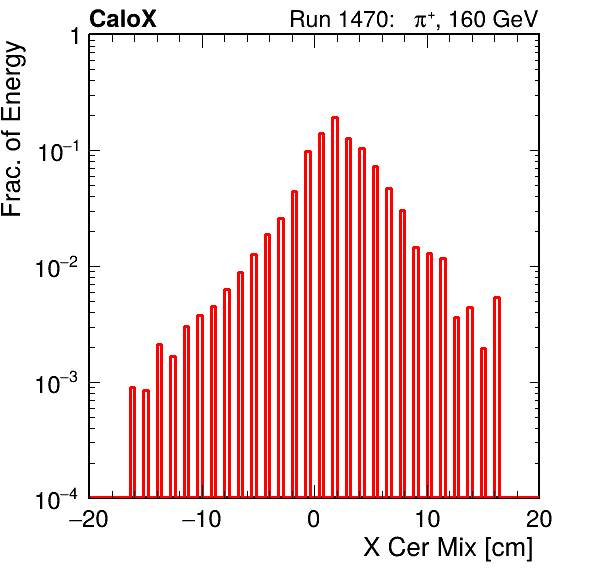 CaloX Run 1470: π⁺, 160 GeV
Frac. of Energy
1
10⁻¹
10⁻²
10⁻³
10⁻⁴
−20 −10 0 10 20
X Cer Mix [cm]